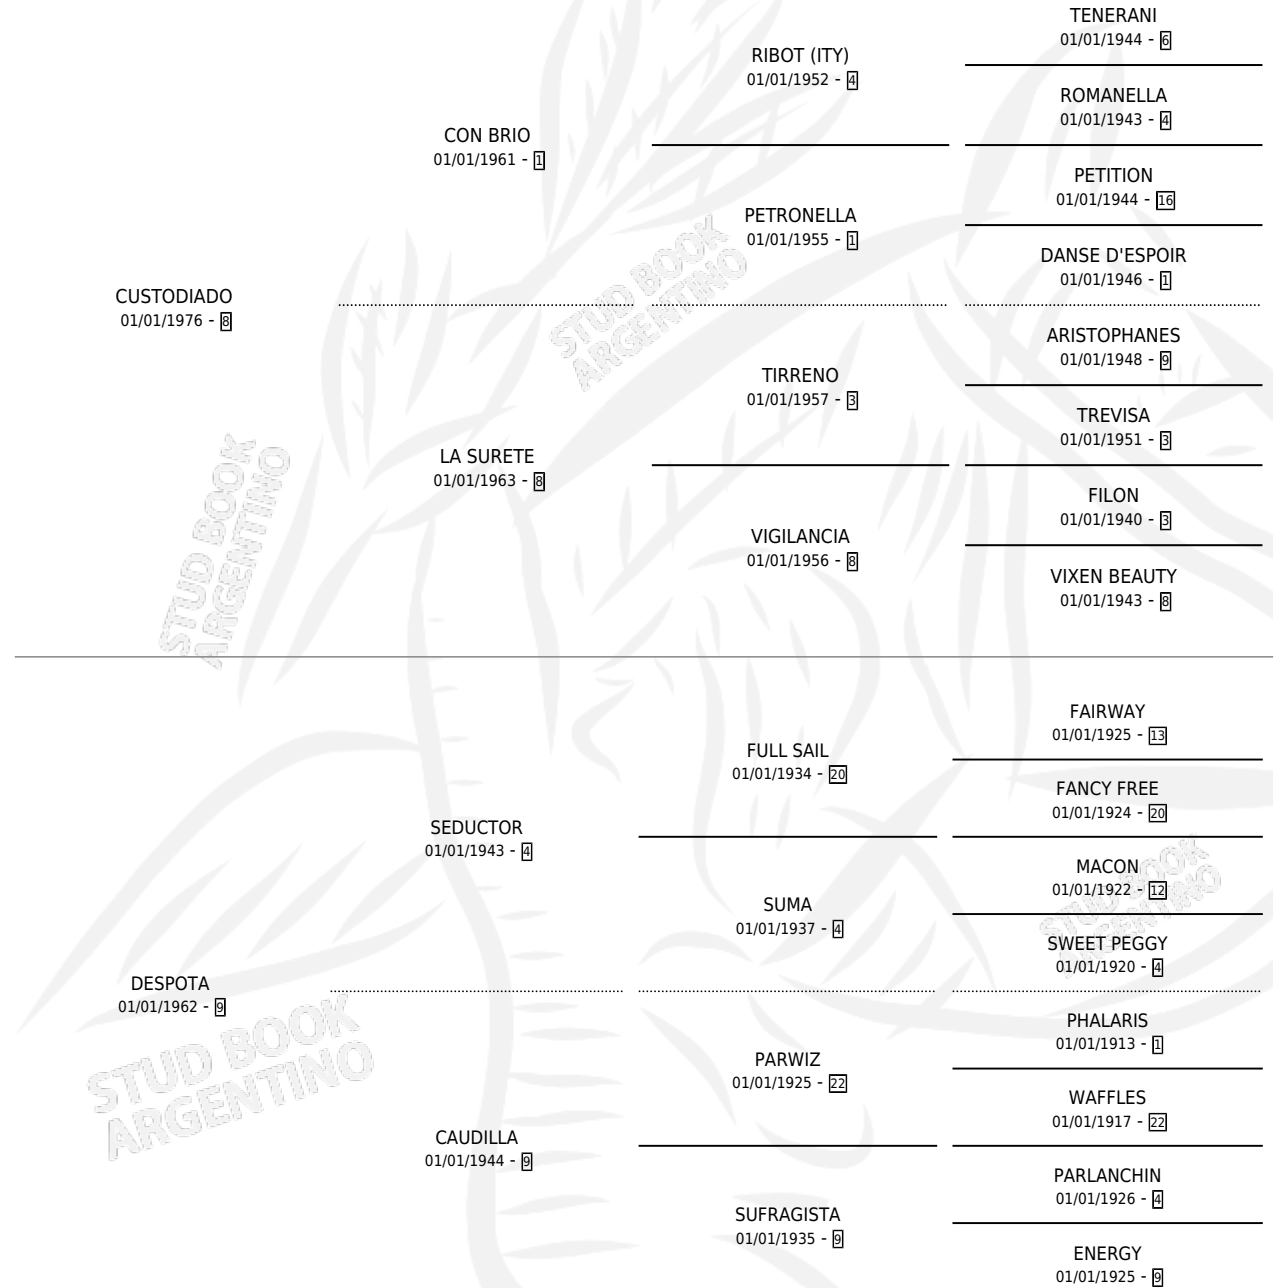 TENERANI
01/01/1944 - 6
RIBOT (ITY)
01/01/1952 - 4
ROMANELLA
01/01/1943 - 4
CON BRIO
01/01/1961 - 1
PETITION
01/01/1944 - 16
PETRONELLA
01/01/1955 - 1
DANSE D'ESPOIR
01/01/1946 - 1
CUSTODIADO
01/01/1976 - 8
ARISTOPHANES
01/01/1948 - 9
TIRRENO
01/01/1957 - 3
TREVISA
01/01/1951 - 3
LA SURETE
01/01/1963 - 8
FILON
01/01/1940 - 3
VIGILANCIA
01/01/1956 - 8
VIXEN BEAUTY
01/01/1943 - 8
FAIRWAY
01/01/1925 - 13
FULL SAIL
01/01/1934 - 20
FANCY FREE
01/01/1924 - 20
SEDUCTOR
01/01/1943 - 4
MACON
01/01/1922 - 12
SUMA
01/01/1937 - 4
SWEET PEGGY
01/01/1920 - 4
DESPOTA
01/01/1962 - 9
PHALARIS
01/01/1913 - 1
PARWIZ
01/01/1925 - 22
WAFFLES
01/01/1917 - 22
CAUDILLA
01/01/1944 - 9
PARLANCHIN
01/01/1926 - 4
SUFRAGISTA
01/01/1935 - 9
ENERGY
01/01/1925 - 9
STUD BOOK
ARGENTINO
STUD BOOK
ARGENTINO
STUD BOOK
ARGENTINO
STUD BOOK
ARGENTINO